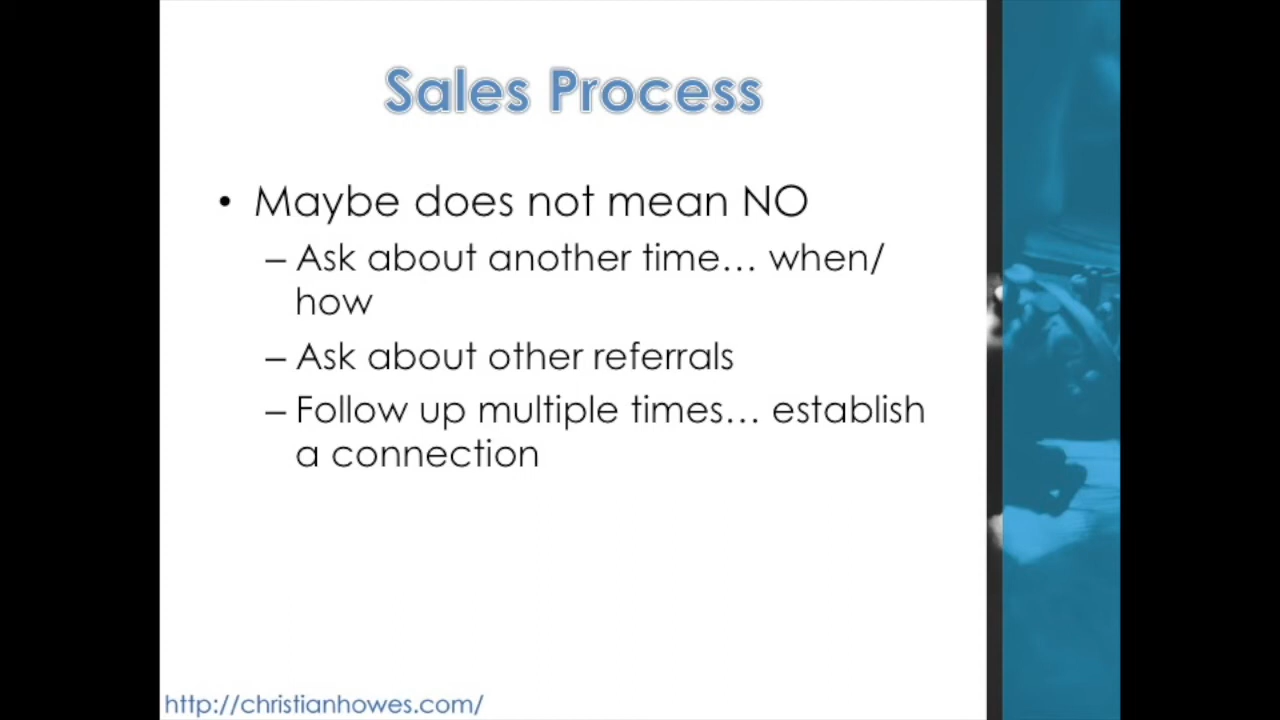 Sales Process
• Maybe does not mean NO
– Ask about another time... when/
how
– Ask about other referrals
– Follow up multiple times... establish
a connection
http://christianhowes.com/